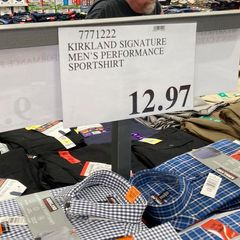 7771222
KIRKLAND SIGNATURE
MEN'S PERFORMANCE
SPORTSHIRT
12.97